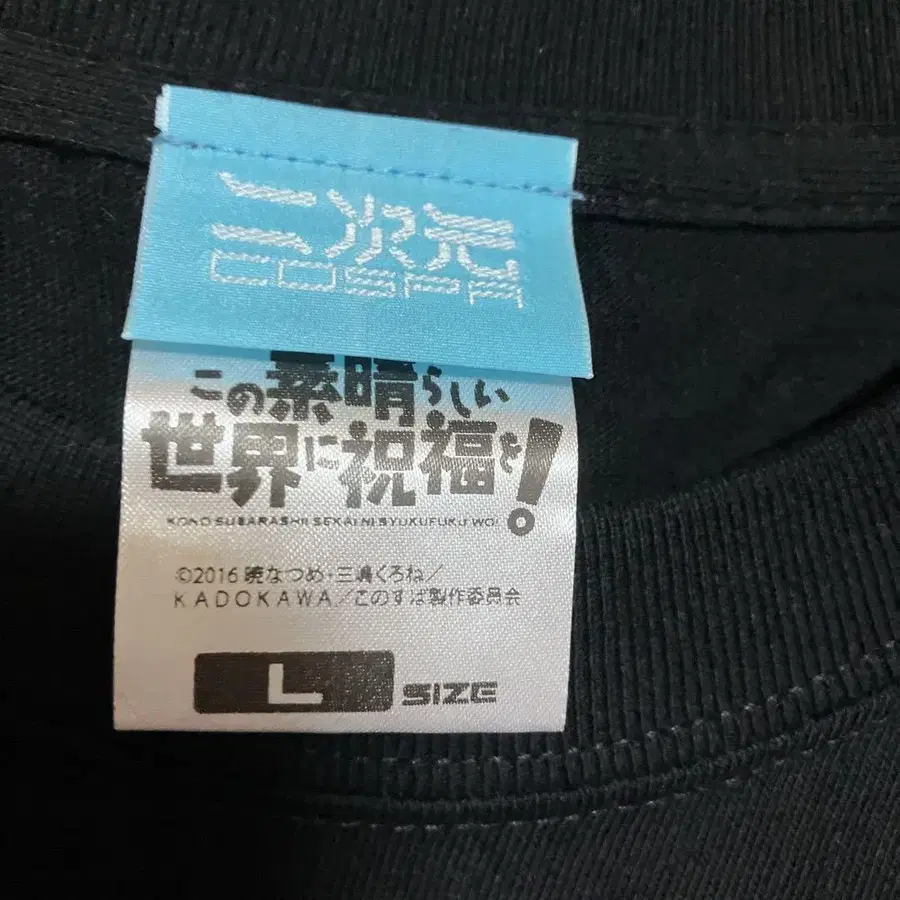 二次元
COSPA
この素晴らしい
世界に祝福を!
KONO SUBARASHII SEKAI NI SYUKUFUKU WO!
©2016 暁なつめ・三嶋くろね/
KADOKAWA/このすば製作委員会
L SIZE